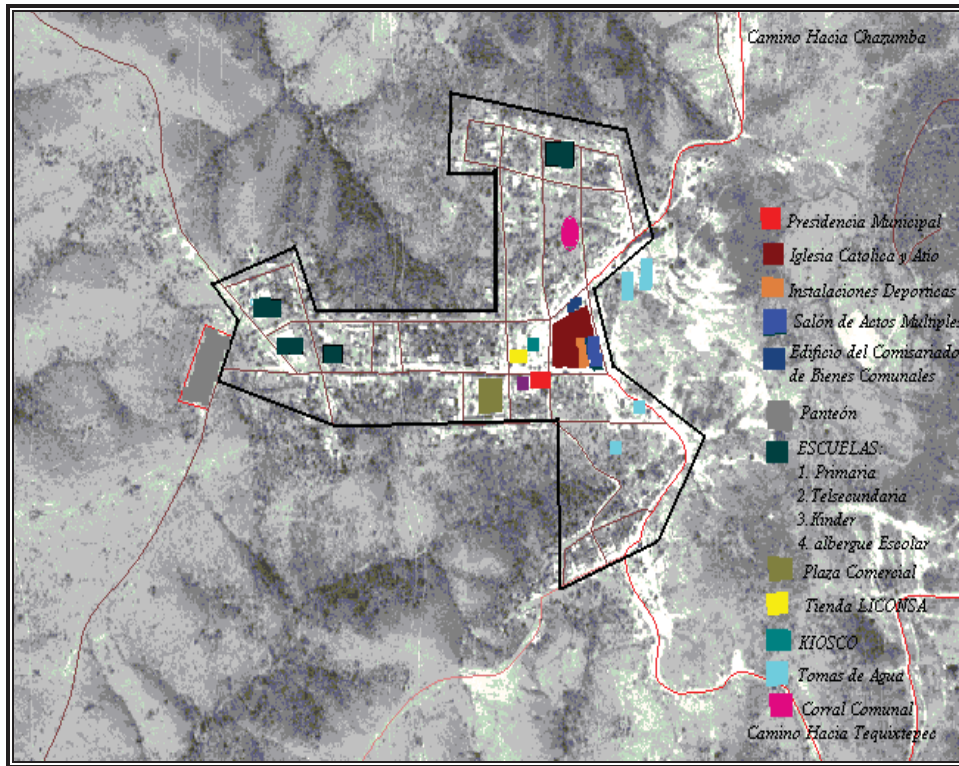 Camino Hacia Chazumba
Presidencia Municipal
Iglesia Catolica y Atio
Instalaciones Deporticas
Salón de Actos Multiples
Edificio del Comisariado
de Bienes Comunales
Panteón
ESCUELAS:
1. Primaria
2. Telsecundaria
3. Kinder
4. albergue Escolar
Plaza Comercial
Tienda LICONSA
KIOSCO
Tomas de Agua
Corral Comunal
Camino Hacia Tequixtepec